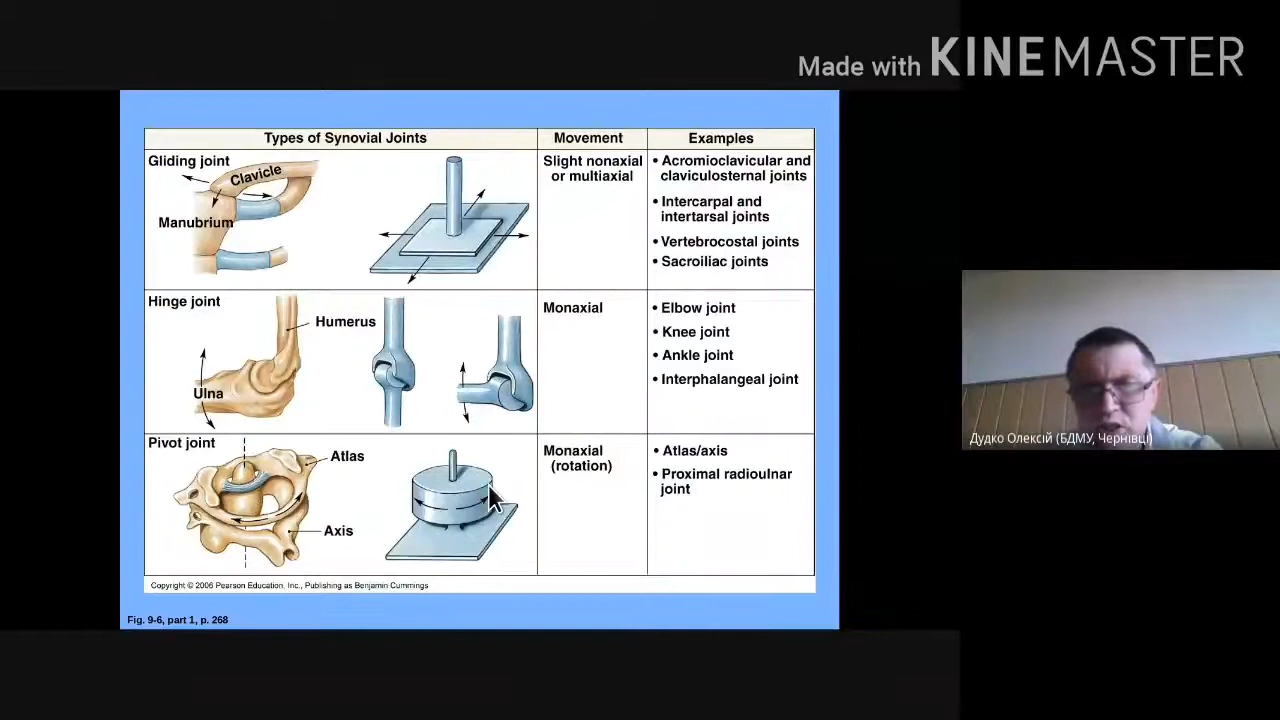 Made with KINEMASTER
Types of Synovial Joints
Movement
Examples
Gliding joint
Clavicle
Manubrium
Slight nonaxial
or multiaxial
• Acromioclavicular and
claviculosternal joints
• Intercarpal and
intertarsal joints
• Vertebrocostal joints
• Sacroiliac joints
Hinge joint
Humerus
Ulna
Monaxial
• Elbow joint
• Knee joint
• Ankle joint
• Interphalangeal joint
Pivot joint
Atlas
Axis
Monaxial
(rotation)
• Atlas/axis
• Proximal radioulnar
joint
Copyright © 2006 Pearson Education, Inc., Publishing as Benjamin Cummings
Fig. 9-6, part 1, p. 268
Дудко Олексій (БДМУ, Чернівці)